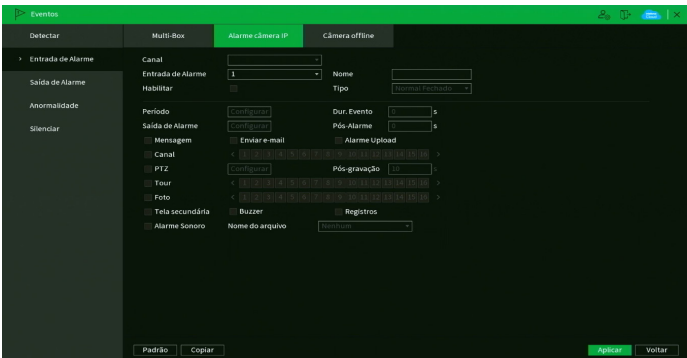 Eventos
Detectar
Entrada de Alarme
Saída de Alarme
Anormalidade
Silenciar
Multi-Box
Alarme câmera IP
Câmera offline
Canal
Entrada de Alarme 1 Nome
Habilitar Tipo Normal Fechado
Período Configurar Dur. Evento 0 s
Saída de Alarme Configurar Pós-Alarme 0 s
Mensagem Enviar e-mail Alarme Upload
Canal < 1 2 3 4 5 6 7 8 9 10 11 12 13 14 15 16 >
PTZ Configurar Pós-gravação 10 s
Tour < 1 2 3 4 5 6 7 8 9 10 11 12 13 14 15 16 >
Foto < 1 2 3 4 5 6 7 8 9 10 11 12 13 14 15 16 >
Tela secundária Buzzer Registros
Alarme Sonoro Nome do arquivo Nenhum
Padrão Copiar Aplicar Voltar